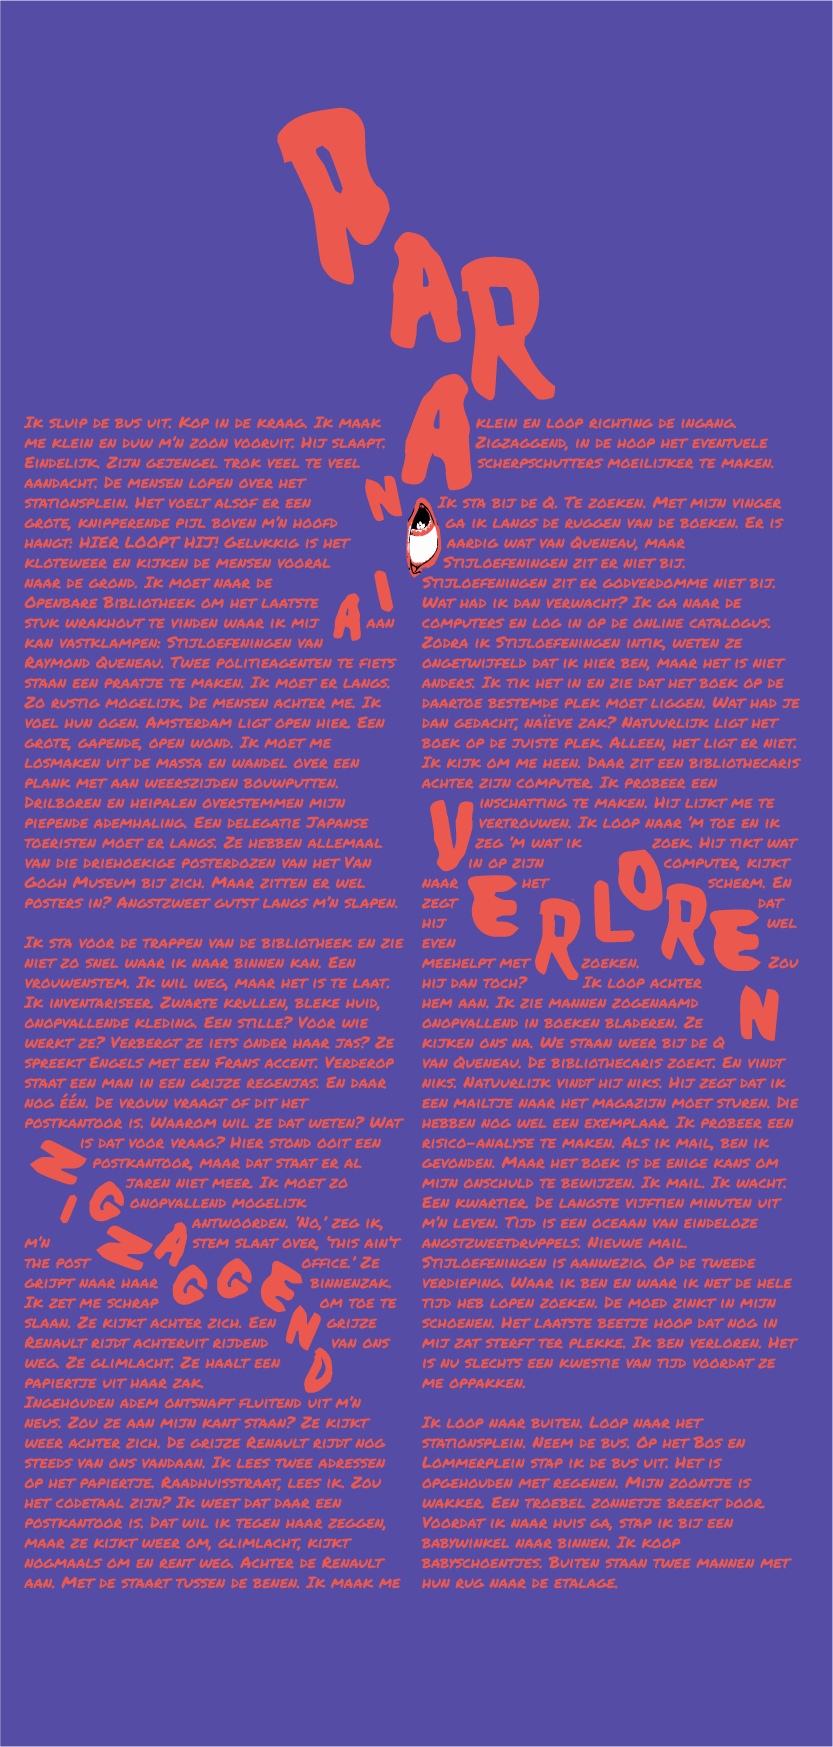 PARANOIA
Ik sluip de bus uit. Kop in de kraag. Ik maak
me klein en duw m'n zoon vooruit. Hij slaapt.
Eindelijk. Zijn gejengel trok veel te veel
aandacht. De mensen lopen over het
stationsplein. Het voelt alsof er een
grote, knipperende pijl boven m'n hoofd
hangt: HIER LOOPT HIJ! Gelukkig is het
kloteweer en kijken de mensen vooral
naar de grond. Ik moet naar de
Openbare Bibliotheek om het laatste
stuk wrakhout te vinden waar ik mij aan
kan vastklampen: Stijloefeningen van
Raymond Queneau. Twee politieagenten te fiets
staan een praatje te maken. Ik moet er langs.
Zo rustig mogelijk. De mensen achter me. Ik
voel hun ogen. Amsterdam ligt open hier. Een
grote, gapende, open wond. Ik moet me
losmaken uit de massa en wandel over een
plank met aan weerszijden bouwputten.
Drilboren en heipalen overstemmen mijn
piepende ademhaling. Een delegatie Japanse
toeristen moet er langs. Ze hebben allemaal
van die driehoekige posterdozen van het Van
Gogh Museum bij zich. Maar zitten er wel
posters in? Angstzweet gutst langs m'n slapen.
Ik sta voor de trappen van de bibliotheek en zie
niet zo snel waar ik naar binnen kan. Een
vrouwenstem. Ik wil weg, maar het is te laat.
Ik inventariseer. Zwarte krullen, bleke huid,
onopvallende kleding. Een stille? Voor wie
werkt ze? Verbergt ze iets onder haar jas? Ze
spreekt Engels met een Frans accent. Verderop
staat een man in een grijze regenjas. En daar
nog één. De vrouw vraagt of dit het
postkantoor is. Waarom wil ze dat weten? Wat
is dat voor vraag? Hier stond ooit een
postkantoor, maar dat staat er al
jaren niet meer. Ik moet zo
onopvallend mogelijk
antwoorden. 'No,' zeg ik,
m'n stem slaat over, 'this ain't
the post office.' Ze
grijpt naar haar binnenzak.
Ik zet me schrap om toe te
slaan. Ze kijkt achter zich. Een grijze
Renault rijdt achteruit rijdend van ons
weg. Ze glimlacht. Ze haalt een
papiertje uit haar zak.
ZIGZAGGEND
Ingehouden adem ontsnapt fluitend uit m'n
neus. Zou ze aan mijn kant staan? Ze kijkt
weer achter zich. De grijze Renault rijdt nog
steeds van ons vandaan. Ik lees twee adressen
op het papiertje. Raadhuisstraat, lees ik. Zou
het codetaal zijn? Ik weet dat daar een
postkantoor is. Dat wil ik tegen haar zeggen,
maar ze kijkt weer om, glimlacht, kijkt
nogmaals om en rent weg. Achter de Renault
aan. Met de staart tussen de benen. Ik maak me
klein en loop richting de ingang.
Zigzaggend, in de hoop het eventuele
scherpschutters moeilijker te maken.
Ik sta bij de Q. Te zoeken. Met mijn vinger
ga ik langs de ruggen van de boeken. Er is
aardig wat van Queneau, maar
Stijloefeningen zit er niet bij.
Stijloefeningen zit er godverdomme niet bij.
Wat had ik dan verwacht? Ik ga naar de
computers en log in op de online catalogus.
Zodra ik Stijloefeningen intik, weten ze
ongetwijfeld dat ik hier ben, maar het is niet
anders. Ik tik het in en zie dat het boek op de
daartoe bestemde plek moet liggen. Wat had je
dan gedacht, naïeve zak? Natuurlijk ligt het
boek op de juiste plek. Alleen, het ligt er niet.
Ik kijk om me heen. Daar zit een bibliothecaris
achter zijn computer. Ik probeer een
inschatting te maken. Hij lijkt me te
vertrouwen. Ik loop naar 'm toe en ik
zeg 'm wat ik zoek. Hij tikt wat
in op zijn computer, kijkt
naar het scherm. En
zegt dat
hij wel
even
meehelpt met zoeken. Zou
VERLOREN
hij dan toch? Ik loop achter
hem aan. Ik zie mannen zogenaamd
onopvallend in boeken bladeren. Ze
kijken ons na. We staan weer bij de Q
van Queneau. De bibliothecaris zoekt. En vindt
niks. Natuurlijk vindt hij niks. Hij zegt dat ik
een mailtje naar het magazijn moet sturen. Die
hebben nog wel een exemplaar. Ik probeer een
risico-analyse te maken. Als ik mail, ben ik
gevonden. Maar het boek is de enige kans om
mijn onschuld te bewijzen. Ik mail. Ik wacht.
Een kwartier. De langste vijftien minuten uit
m'n leven. Tijd is een oceaan van eindeloze
angstzweetdruppels. Nieuwe mail.
Stijloefeningen is aanwezig. Op de tweede
verdieping. Waar ik ben en waar ik net de hele
tijd heb lopen zoeken. De moed zinkt in mijn
schoenen. Het laatste beetje hoop dat nog in
mij zat sterft ter plekke. Ik ben verloren. Het
is nu slechts een kwestie van tijd voordat ze
me oppakken.
Ik loop naar buiten. Loop naar het
stationsplein. Neem de bus. Op het Bos en
Lommerplein stap ik de bus uit. Het is
opgehouden met regenen. Mijn zoontje is
wakker. Een troebel zonnetje breekt door.
Voordat ik naar huis ga, stap ik bij een
babywinkel naar binnen. Ik koop
babyschoentjes. Buiten staan twee mannen met
hun rug naar de etalage.